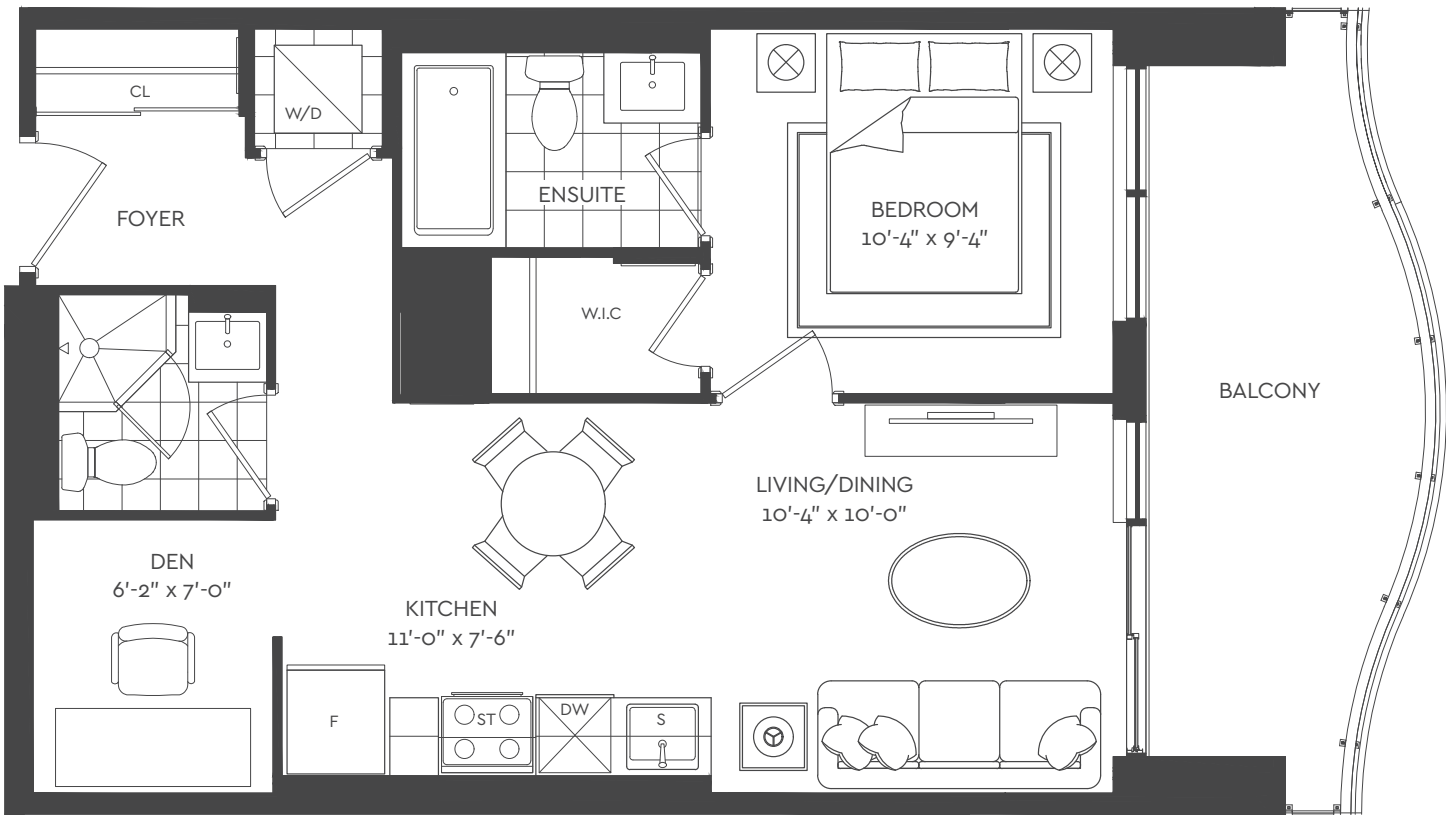 CL
W/D
FOYER
ENSUITE
BEDROOM
10'-4" x 9'-4"
W.I.C
BALCONY
LIVING/DINING
10'-4" x 10'-0"
DEN
6'-2" x 7'-0"
KITCHEN
11'-0" x 7'-6"
F
ST
DW
S